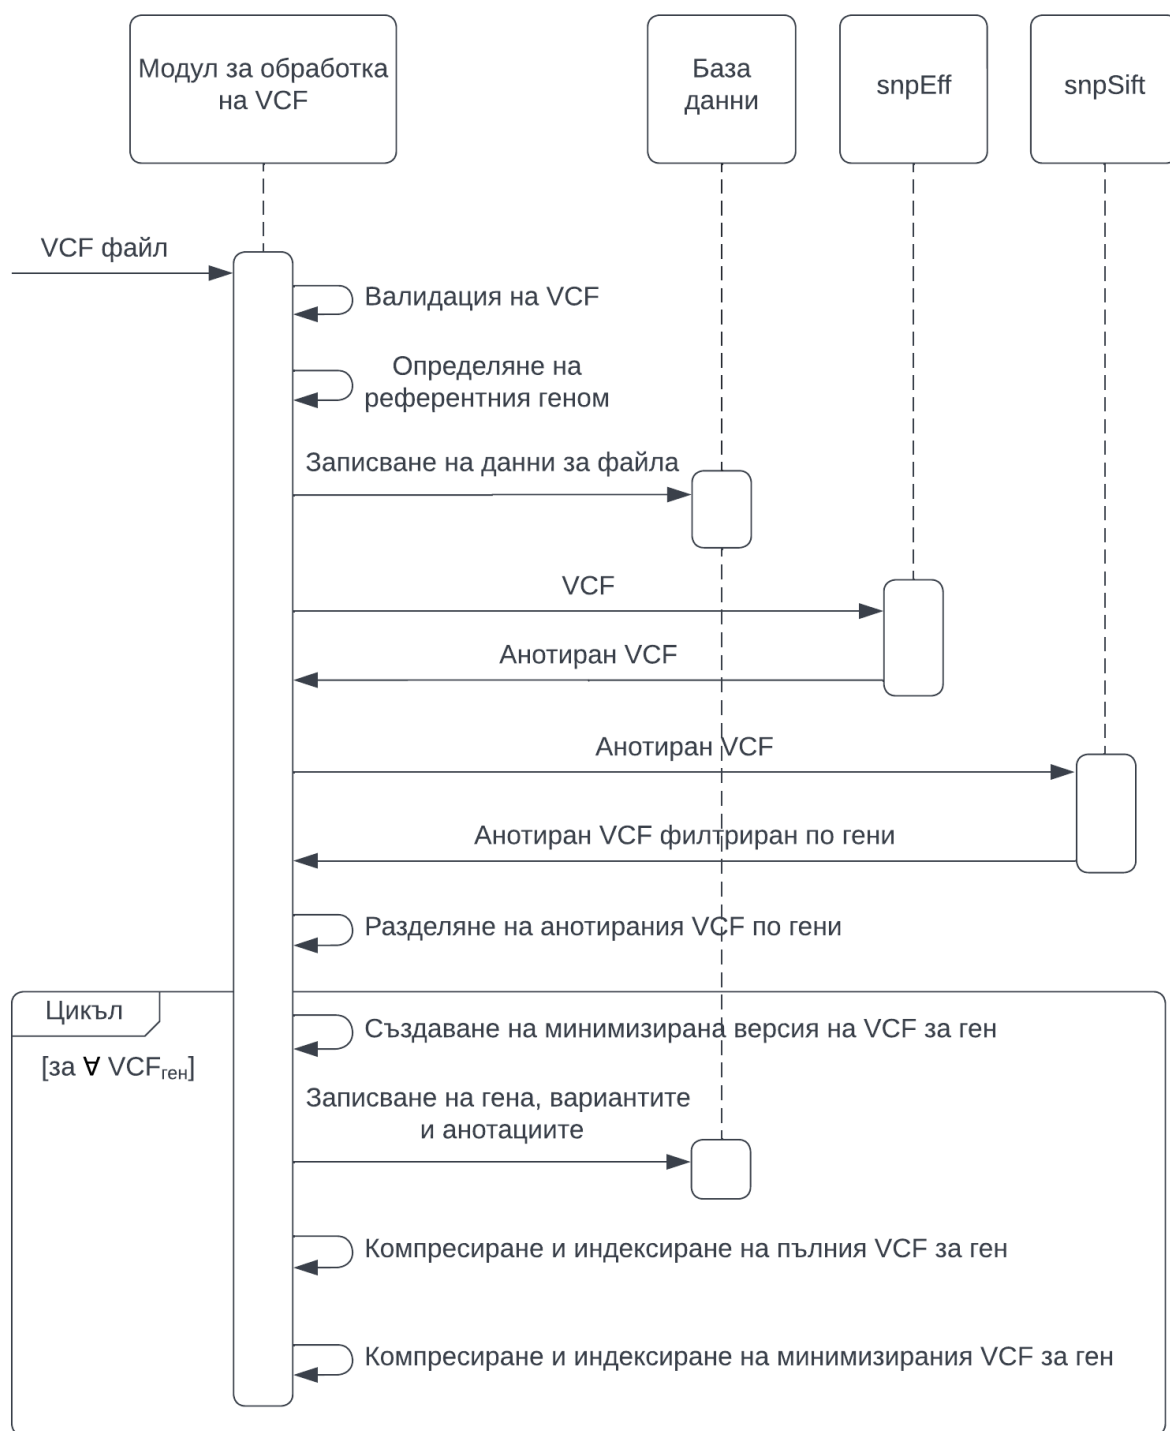 Модул за обработка
на VCF
База
данни
snpEff
snpSift
VCF файл
Валидация на VCF
Определяне на
референтния геном
Записване на данни за файла
VCF
Анотиран VCF
Анотиран VCF
Анотиран VCF филтриран по гени
Разделяне на анотирания VCF по гени
Цикъл
Създаване на минимизирана версия на VCF за ген
[за ∀ VCFген]
Записване на гена, вариантите
и анотациите
Компресиране и индексиране на пълния VCF за ген
Компресиране и индексиране на минимизирания VCF за ген